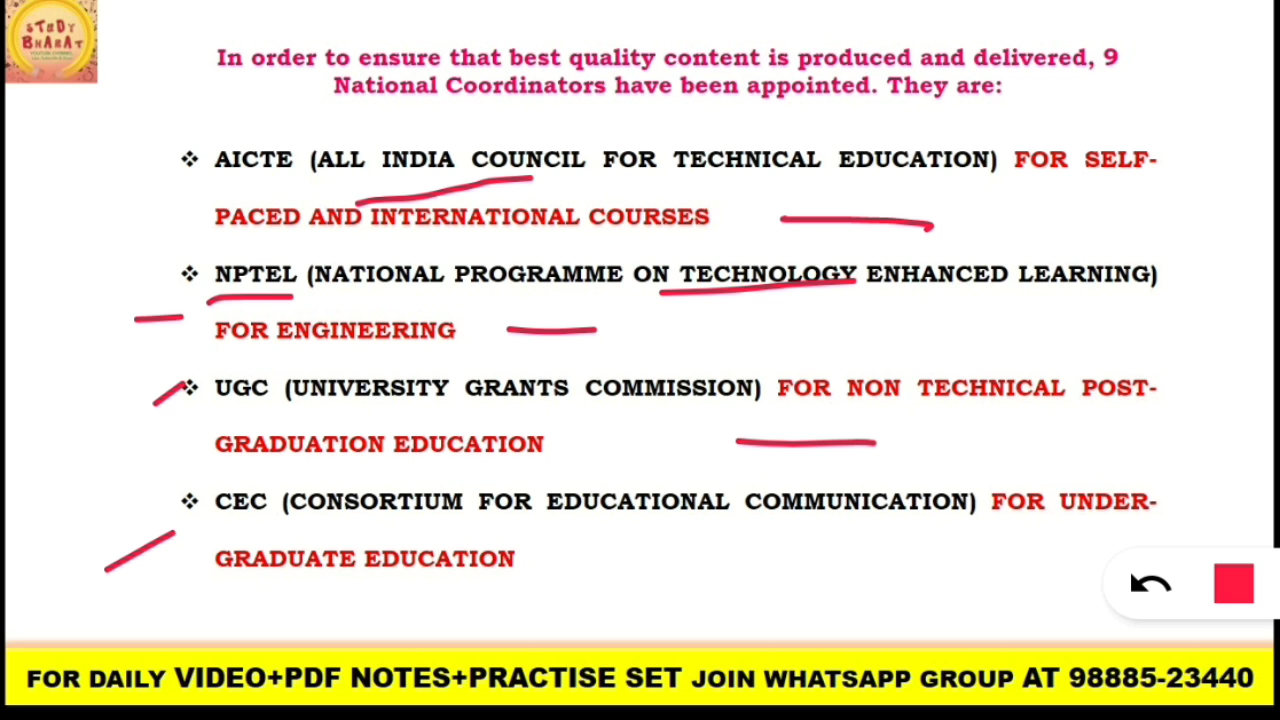 STUDY
BHARAT
In order to ensure that best quality content is produced and delivered, 9
National Coordinators have been appointed. They are:
❖ AICTE (ALL INDIA COUNCIL FOR TECHNICAL EDUCATION) FOR SELF-
PACED AND INTERNATIONAL COURSES
❖ NPTEL (NATIONAL PROGRAMME ON TECHNOLOGY ENHANCED LEARNING)
FOR ENGINEERING
❖ UGC (UNIVERSITY GRANTS COMMISSION) FOR NON TECHNICAL POST-
GRADUATION EDUCATION
❖ CEC (CONSORTIUM FOR EDUCATIONAL COMMUNICATION) FOR UNDER-
GRADUATE EDUCATION
FOR DAILY VIDEO+PDF NOTES+PRACTISE SET JOIN WHATSAPP GROUP AT 98885-23440